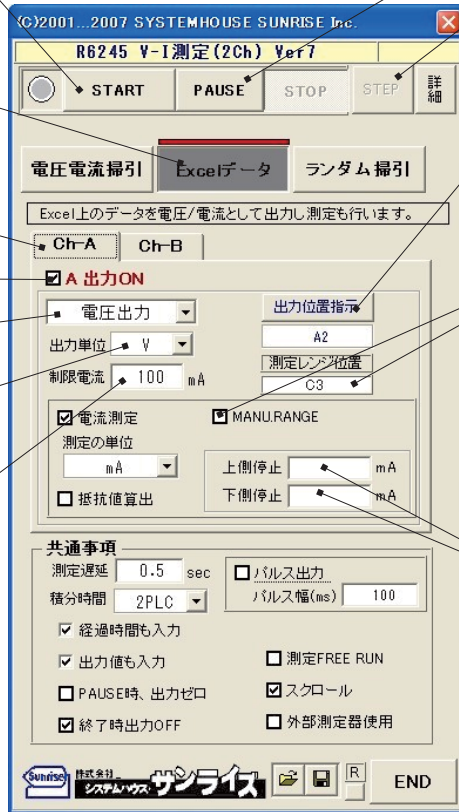 (C)2001...2007 SYSTEMHOUSE SUNRISE Inc.
R6245 V-I測定(2Ch) Ver7
START PAUSE STOP STEP 詳細
電圧電流掃引 Excelデータ ランダム掃引
Excel上のデータを電圧/電流として出力し測定も行います。
Ch-A Ch-B
A 出力ON
電圧出力 出力位置指示
A2
出力単位 V
測定レンジ位置
制限電流 100 mA C3
電流測定 MANU.RANGE
測定の単位
mA 上側停止 mA
抵抗値算出 下側停止 mA
共通事項
測定遅延 0.5 sec パルス出力
積分時間 2PLC パルス幅(ms) 100
経過時間も入力
出力値も入力 測定FREE RUN
PAUSE時、出力ゼロ スクロール
終了時出力OFF 外部測定器使用
Sunrise 株式会社 システムハウス サンライズ R END